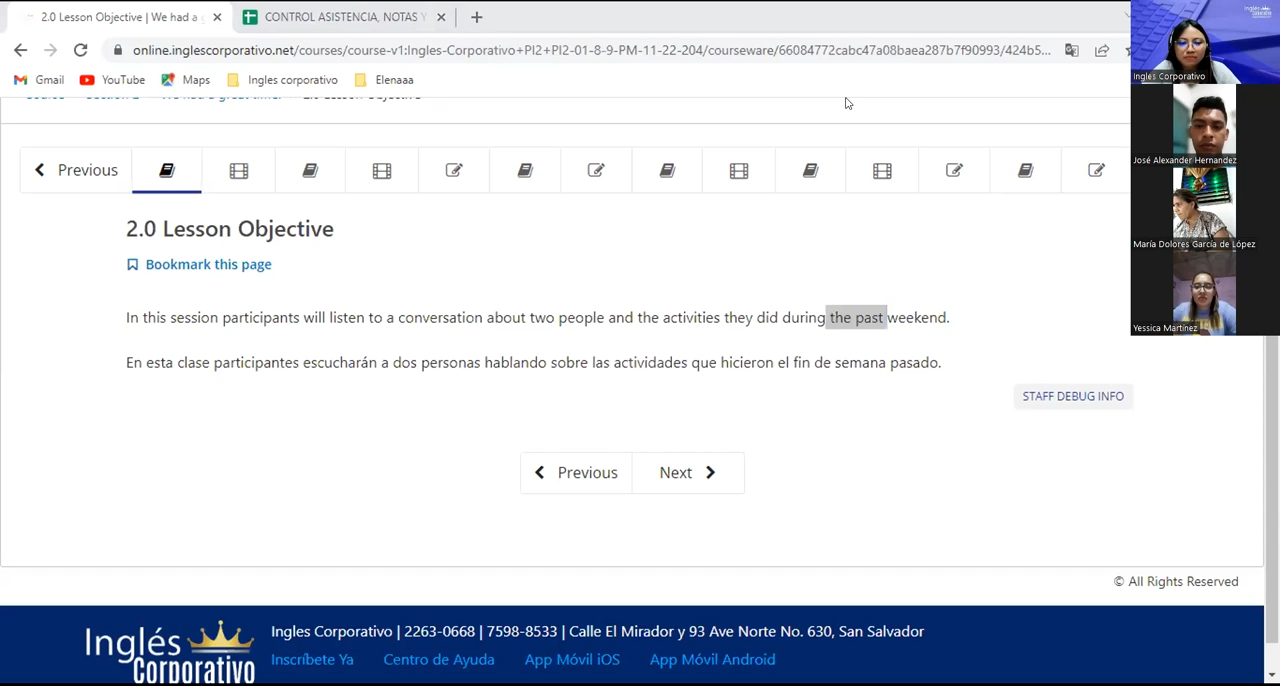 2.0 Lesson Objective | We had a
CONTROL ASISTENCIA, NOTAS Y
online.inglescorporativo.net/courses/course-v1:Ingles-Corporativo+PI2+PI2-01-8-9-PM-11-22-204/courseware/66084772cabc47a08baea287b7f90993/424b5...
Gmail YouTube Maps Ingles corporativo Elenaaa
Ingles Corporativo
José Alexander Hernandez
María Dolores García de López
Yessica Martínez
Previous
2.0 Lesson Objective
Bookmark this page
In this session participants will listen to a conversation about two people and the activities they did during the past weekend.
En esta clase participantes escucharán a dos personas hablando sobre las actividades que hicieron el fin de semana pasado.
STAFF DEBUG INFO
Previous Next
© All Rights Reserved
Inglés Corporativo
Ingles Corporativo | 2263-0668 | 7598-8533 | Calle El Mirador y 93 Ave Norte No. 630, San Salvador
Inscríbete Ya Centro de Ayuda App Móvil iOS App Móvil Android